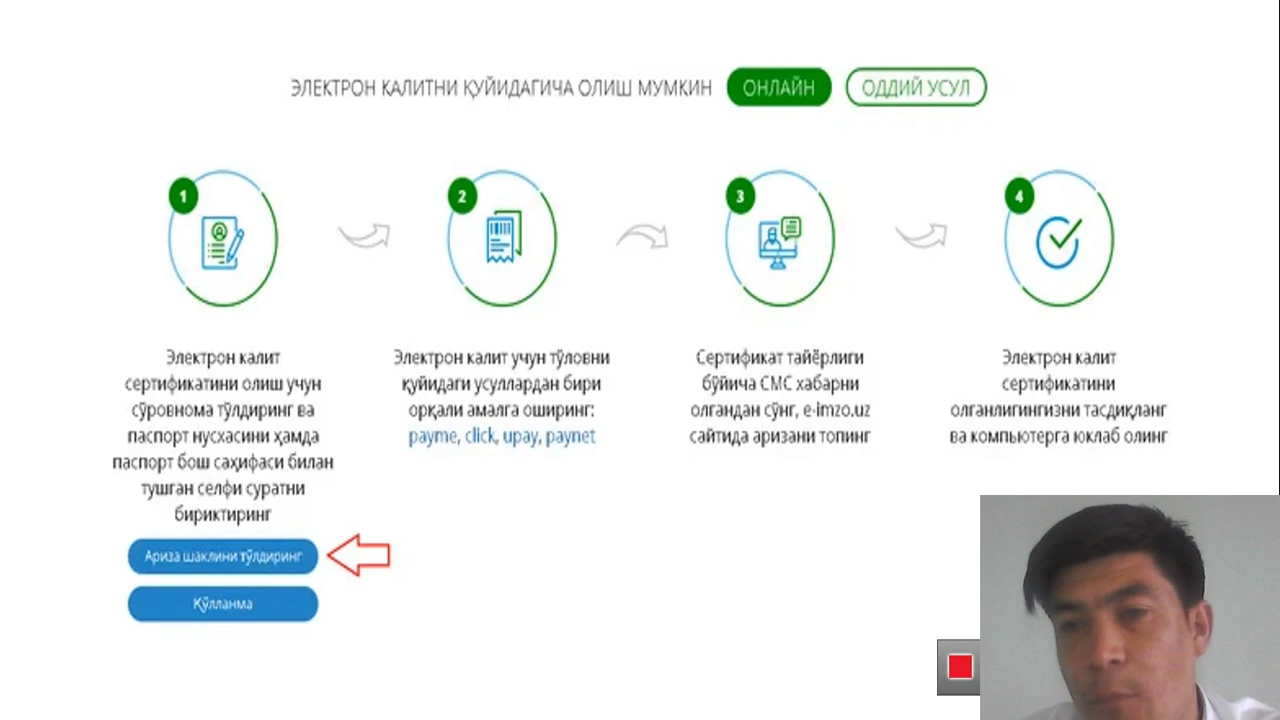 ЭЛЕКТРОН КАЛИТНИ ҚУЙИДАГИЧА ОЛИШ МУМКИН ОНЛАЙН ОДДИЙ УСУЛ
1
2
3
4
Электрон калит
сертификатини олиш учун
сўровнома тўлдиринг ва
паспорт нусхасини ҳамда
паспорт бош саҳифаси билан
тушган селфи суратни
бириктиринг
Ариза шаклини тўлдиринг
Қўлланма
Электрон калит учун тўловни
қуйидаги усуллардан бири
орқали амалга оширинг:
payme, click, upay, paynet
Сертификат тайёрлиги
бўйича СМС хабарни
олгандан сўнг, e-imzo.uz
сайтида аризани топинг
Электрон калит
сертификатини
олганлигингизни тасдиқланг
ва компьютерга юклаб олинг